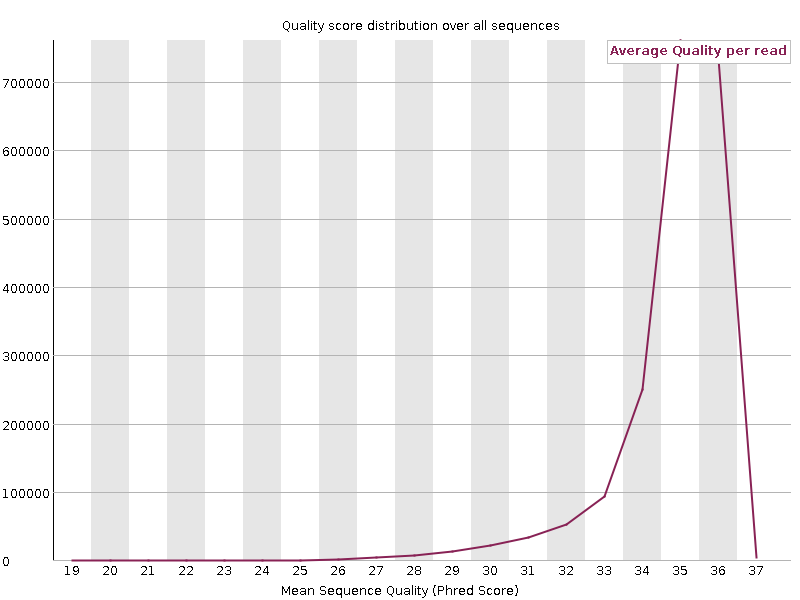 Quality score distribution over all sequences
Average Quality per read
700000
600000
500000
400000
300000
200000
100000
0
19 20 21 22 23 24 25 26 27 28 29 30 31 32 33 34 35 36 37
Mean Sequence Quality (Phred Score)